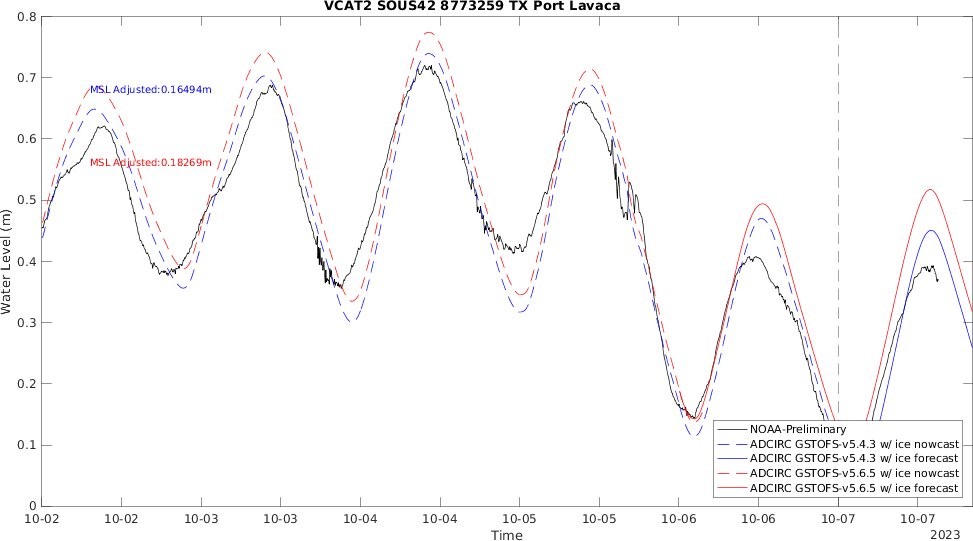 VCAT2 SOUS42 8773259 TX Port Lavaca
0.8
0.7
0.6
0.5
0.4
0.3
0.2
0.1
0
Water Level (m)
MSL Adjusted:0.16494m
MSL Adjusted:0.18269m
NOAA-Preliminary
ADCIRC GSTOFS-v5.4.3 w/ ice nowcast
ADCIRC GSTOFS-v5.4.3 w/ ice forecast
ADCIRC GSTOFS-v5.6.5 w/ ice nowcast
ADCIRC GSTOFS-v5.6.5 w/ ice forecast
10-02 10-02 10-03 10-03 10-04 10-04 10-05 10-05 10-06 10-06 10-07 10-07
Time
2023